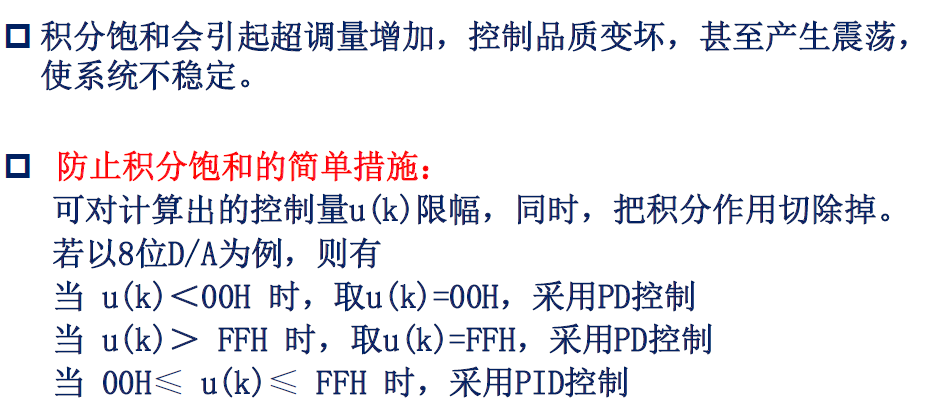 积分饱和会引起超调量增加，控制品质变坏，甚至产生震荡，
使系统不稳定。
防止积分饱和的简单措施：
可对计算出的控制量u(k)限幅，同时，把积分作用切除掉。
若以8位D/A为例，则有
当 u(k)＜00H 时，取u(k)=00H，采用PD控制
当 u(k)＞ FFH 时，取u(k)=FFH，采用PD控制
当 00H≤ u(k)≤ FFH 时，采用PID控制